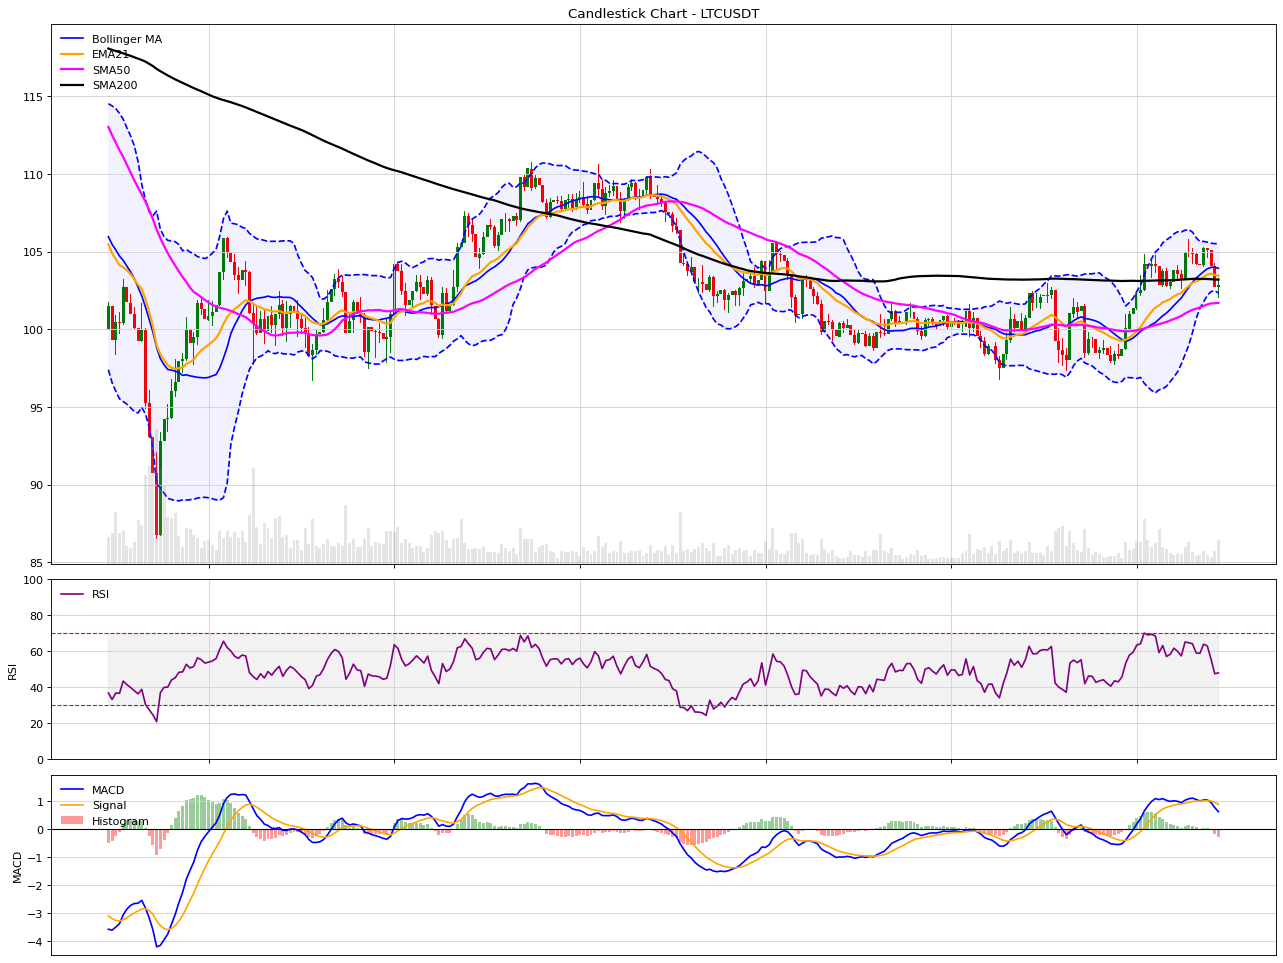 Candlestick Chart - LTCUSDT
Bollinger MA
EMA21
SMA50
SMA200
115
110
105
100
95
90
85
100
80
60
40
20
0
RSI
RSI
1
0
−1
−2
−3
−4
MACD
MACD
Signal
Histogram